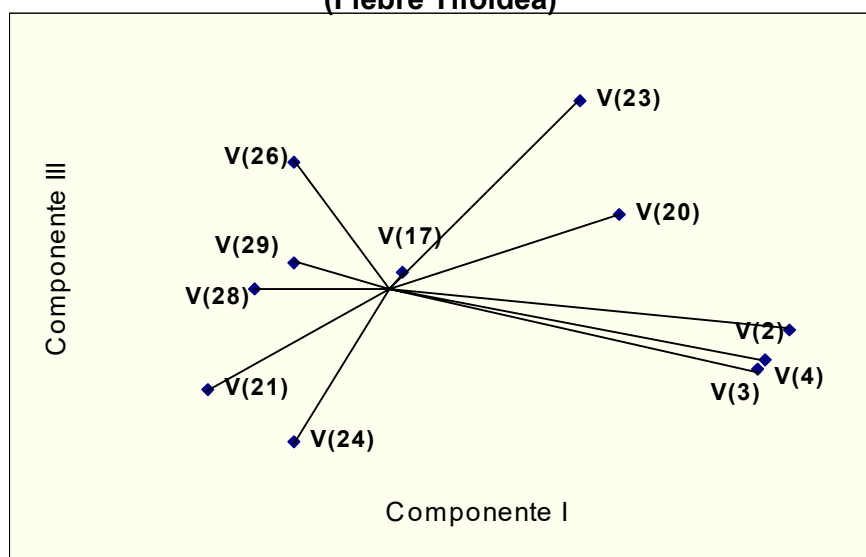 (Fiebre Tifoidea)
V(23)
V(26)
V(20)
V(17)
V(29)
V(28)
V(2)
V(4)
V(3)
V(21)
V(24)
Componente III
Componente I